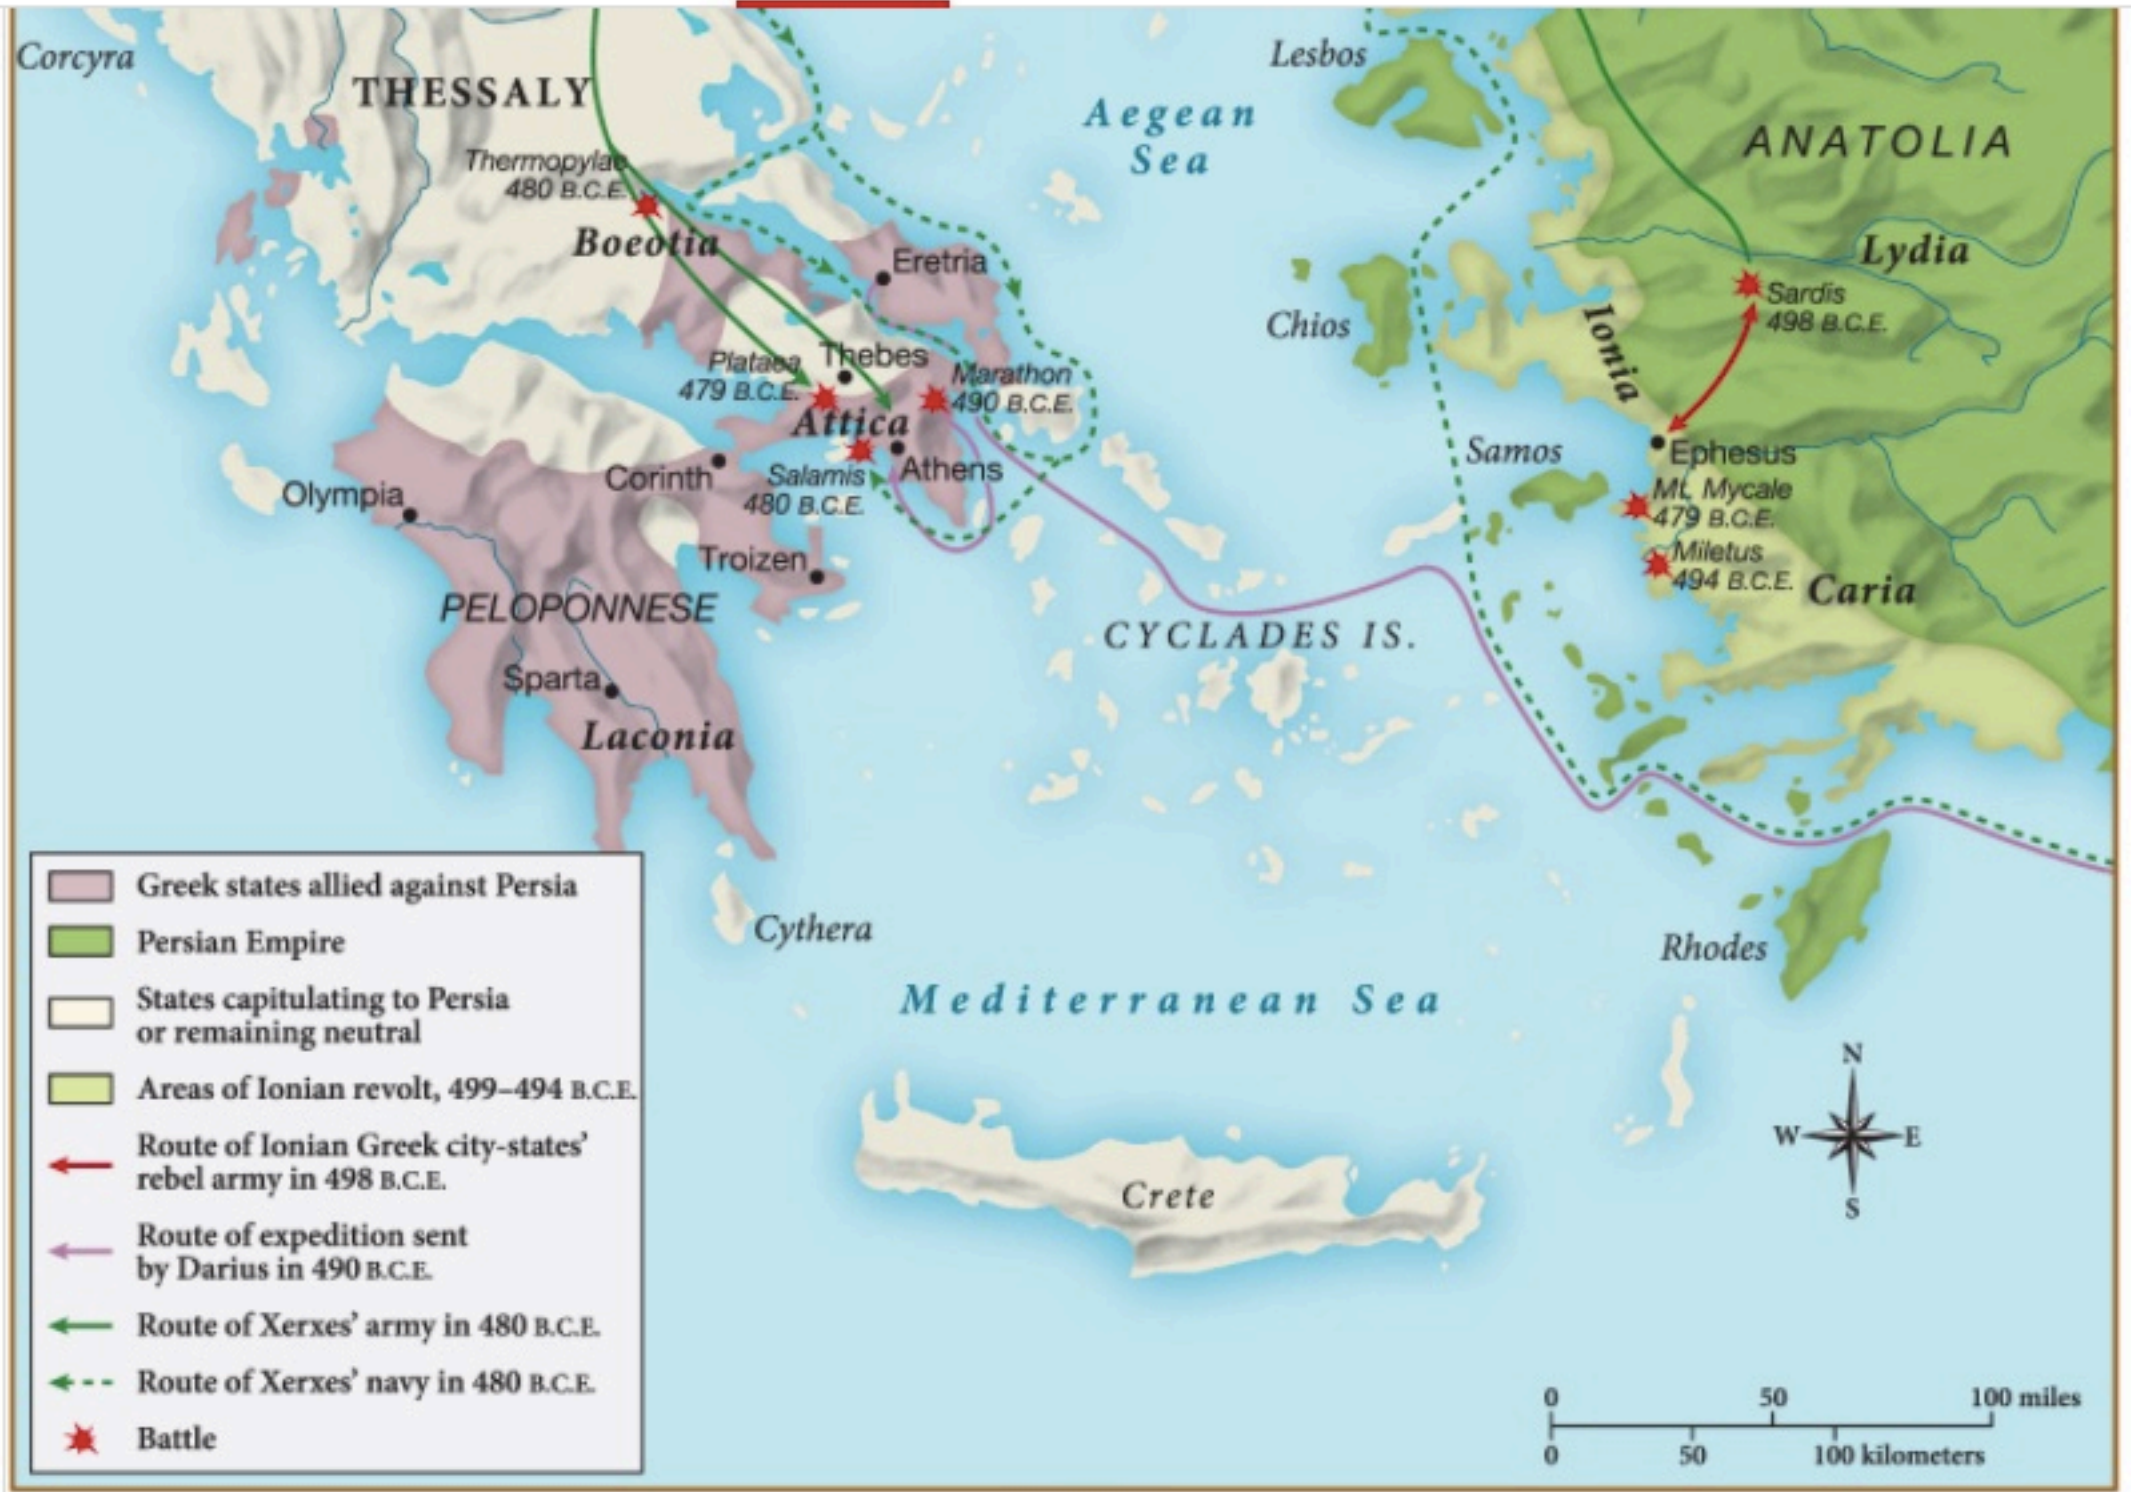 Corcyra
THESSALY
Thermopylae
480 B.C.E.
Boeotia
Eretria
Aegean
Sea
Lesbos
ANATOLIA
Lydia
Chios
Ionia
Sardis
498 B.C.E.
Plataea
479 B.C.E.
Thebes
Marathon
490 B.C.E.
Attica
Athens
Salamis
480 B.C.E.
Corinth
Olympia
Troizen
PELOPONNESE
Sparta
Laconia
Samos
Ephesus
Mt. Mycale
479 B.C.E.
Miletus
494 B.C.E.
Caria
CYCLADES IS.
Cythera
Rhodes
Mediterranean Sea
Crete
N
W
E
S
Greek states allied against Persia
Persian Empire
States capitulating to Persia
or remaining neutral
Areas of Ionian revolt, 499–494 B.C.E.
Route of Ionian Greek city-states’
rebel army in 498 B.C.E.
Route of expedition sent
by Darius in 490 B.C.E.
Route of Xerxes’ army in 480 B.C.E.
Route of Xerxes’ navy in 480 B.C.E.
Battle
0 50 100 miles
0 50 100 kilometers